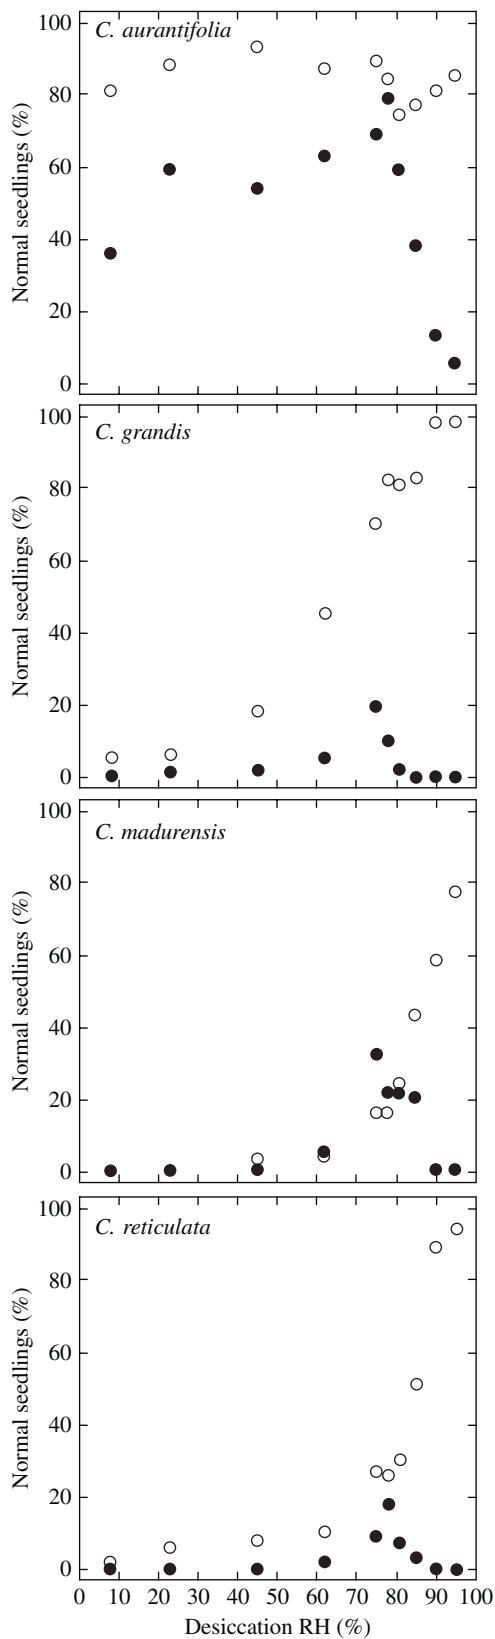 C. aurantifolia
100
80
60
40
20
0
Normal seedlings (%)
C. grandis
100
80
60
40
20
0
Normal seedlings (%)
C. madurensis
100
80
60
40
20
0
Normal seedlings (%)
C. reticulata
100
80
60
40
20
0
Normal seedlings (%)
0 10 20 30 40 50 60 70 80 90 100
Desiccation RH (%)